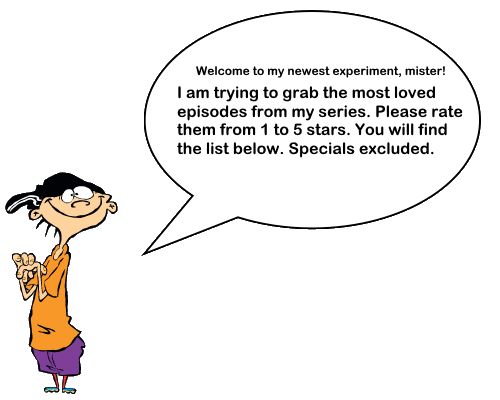 Welcome to my newest experiment, mister!
I am trying to grab the most loved
episodes from my series. Please rate
them from 1 to 5 stars. You will find
the list below. Specials excluded.